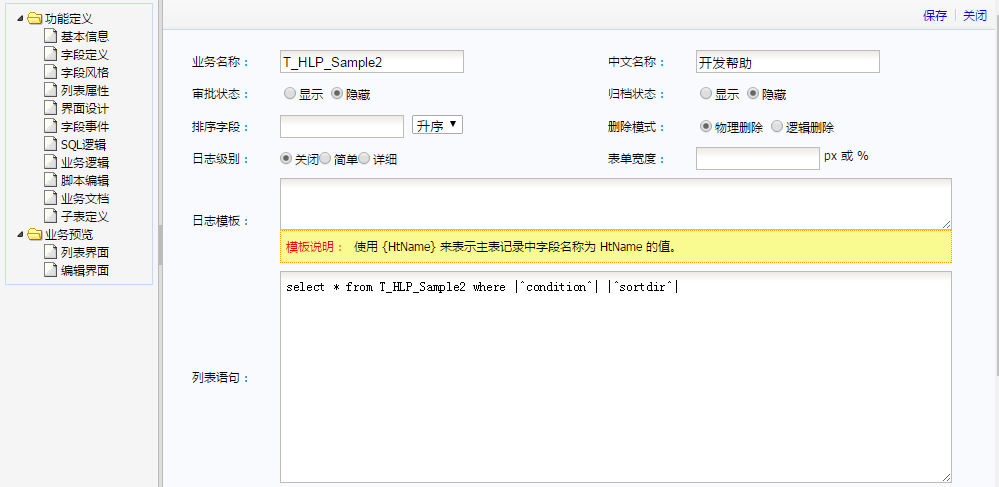 功能定义
基本信息
字段定义
字段风格
列表属性
界面设计
字段事件
SQL逻辑
业务逻辑
脚本编辑
业务文档
子表定义
业务预览
列表界面
编辑界面
保存 关闭
业务名称： T_HLP_Sample2 中文名称： 开发帮助
审批状态： 显示 隐藏 归档状态： 显示 隐藏
排序字段： 升序 删除模式： 物理删除 逻辑删除
日志级别： 关闭 简单 详细 表单宽度： px 或 %
日志模板：
模板说明： 使用 {HtName} 来表示主表记录中字段名称为 HtName 的值。
select * from T_HLP_Sample2 where |^condition^| |^sortdir^|
列表语句：